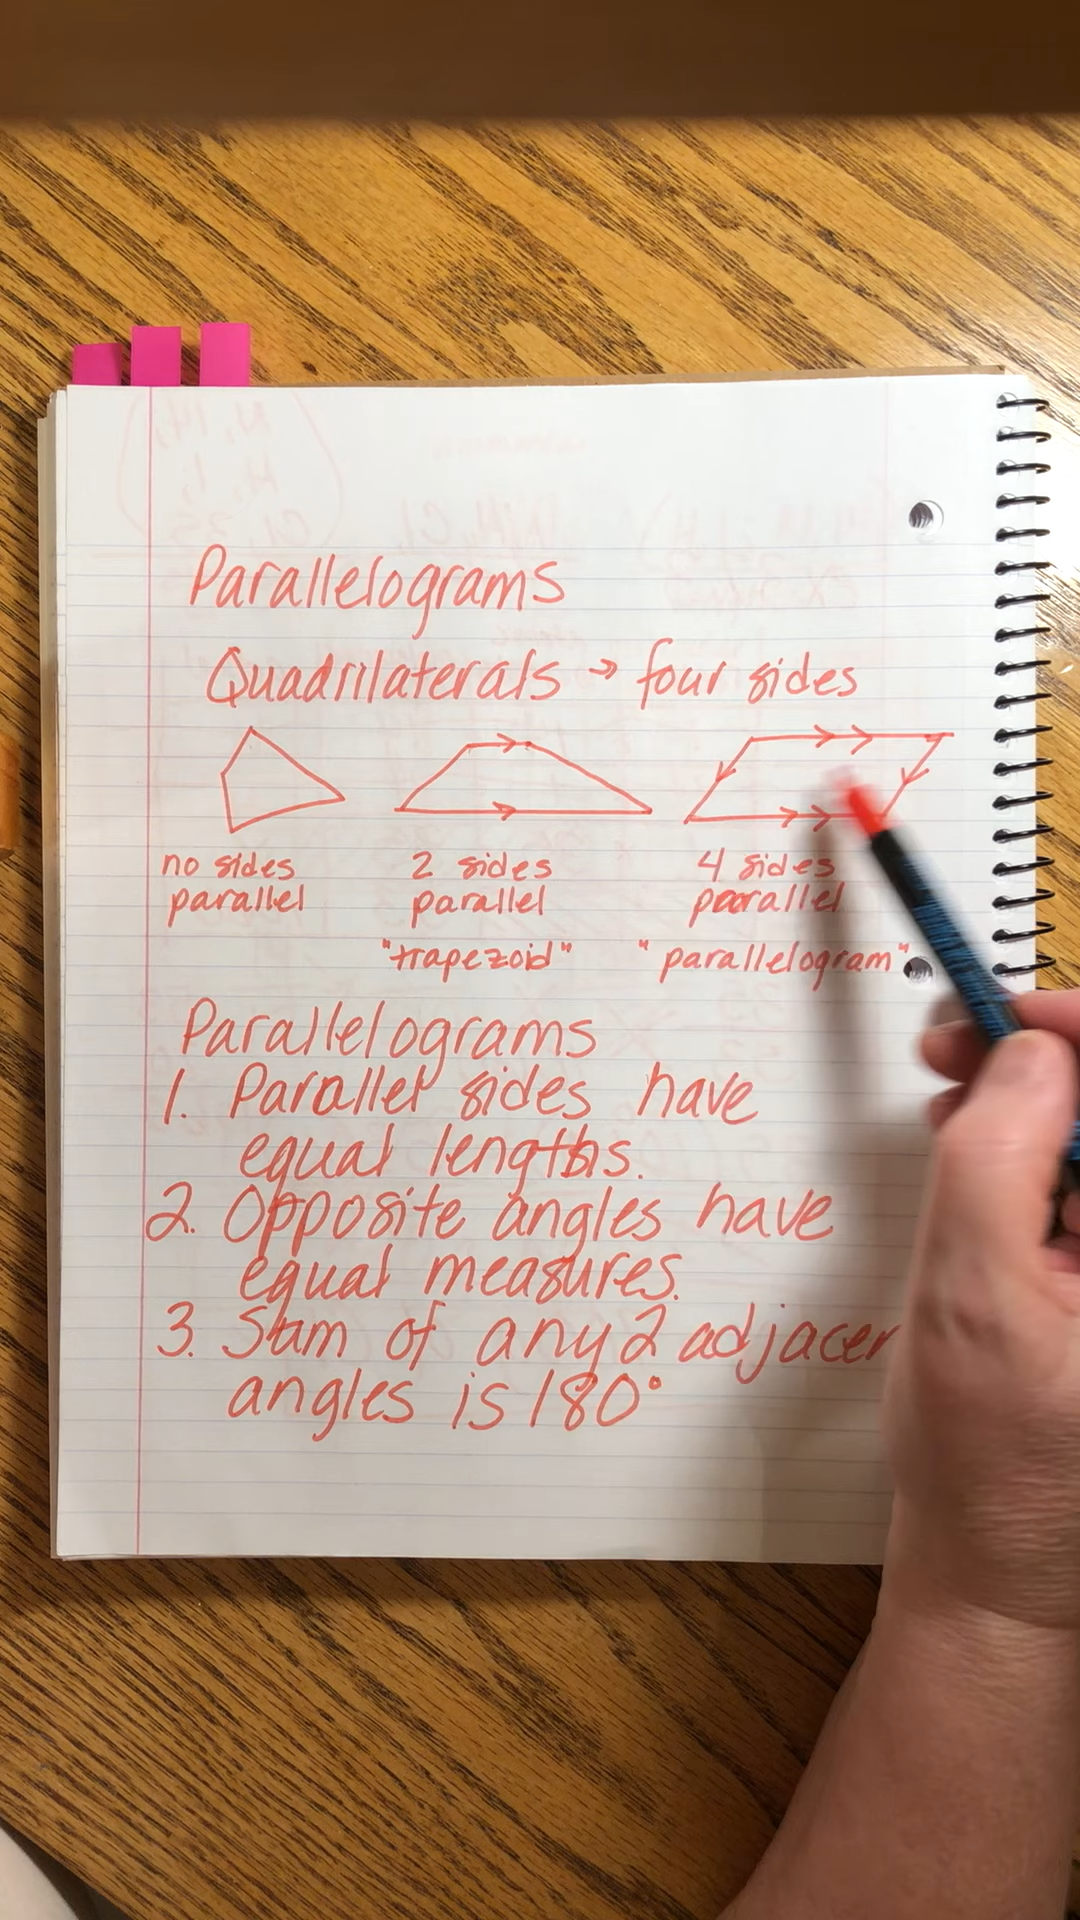 Parallelograms
Quadrilaterals → four sides
no sides
parallel
2 sides
parallel
"trapezoid"
4 sides
parallel
"parallelogram"
Parallelograms
1. Parallel sides have
equal lengths.
2. Opposite angles have
equal measures.
3. Sum of any 2
angles is 180°